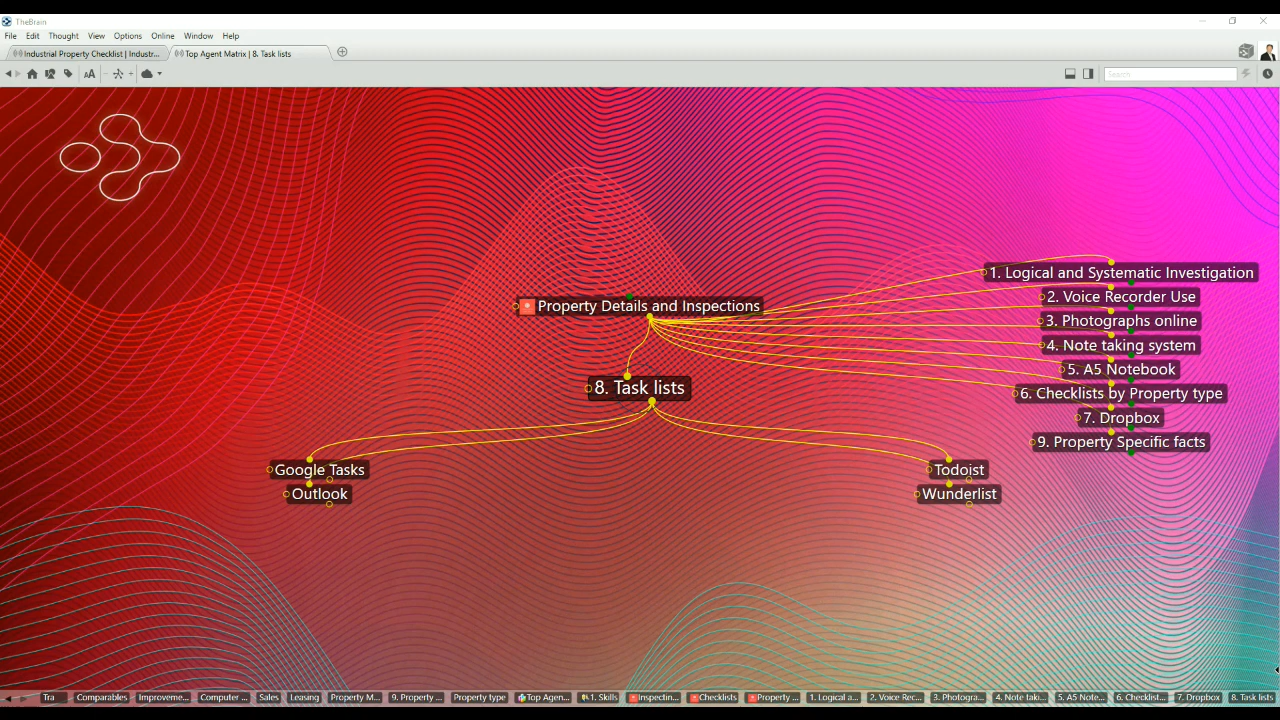 TheBrain
File Edit Thought View Options Online Window Help
Industrial Property Checklist | Industr... Top Agent Matrix | 8. Task lists
AA Search
1. Logical and Systematic Investigation
2. Voice Recorder Use
Property Details and Inspections
3. Photographs online
4. Note taking system
5. A5 Notebook
8. Task lists
6. Checklists by Property type
7. Dropbox
9. Property Specific facts
Google Tasks Todoist
Outlook Wunderlist
Tra Comparables Improveme... Computer ... Sales Leasing Property M... 9. Property ... Property type Top Agen... 1. Skills Inspectin... Checklists Property ... 1. Logical a... 2. Voice Rec... 3. Photogra... 4. Note taki... 5. A5 Note... 6. Checklist... 7. Dropbox 8. Task lists